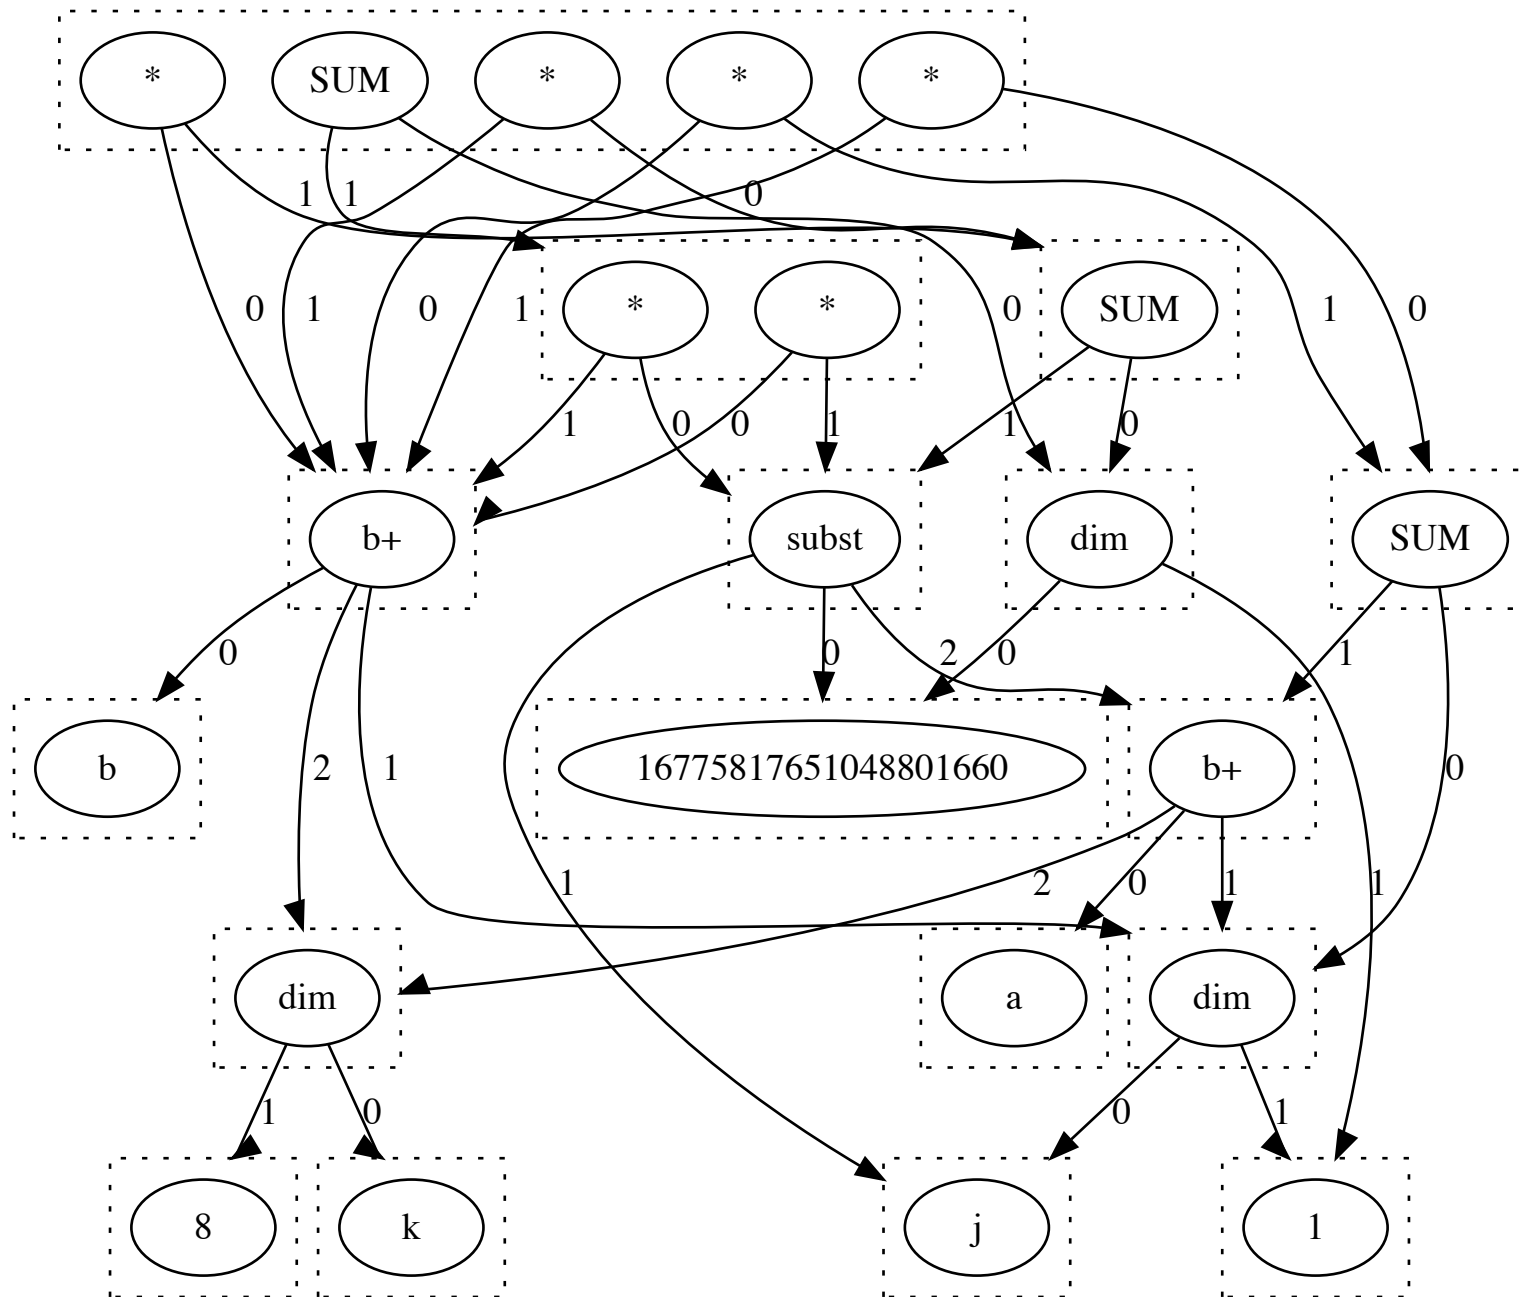 * SUM * * *
1 1 0
0 1 0 1 * * 0 SUM 1 0
1 0 0 1 1 0
b+ subst dim SUM
0 0 2 0 1
b 2 1 16775817651048801660 b+ 0
1 2 0 1 1
dim a dim
1 0 0 1
8 k j 1